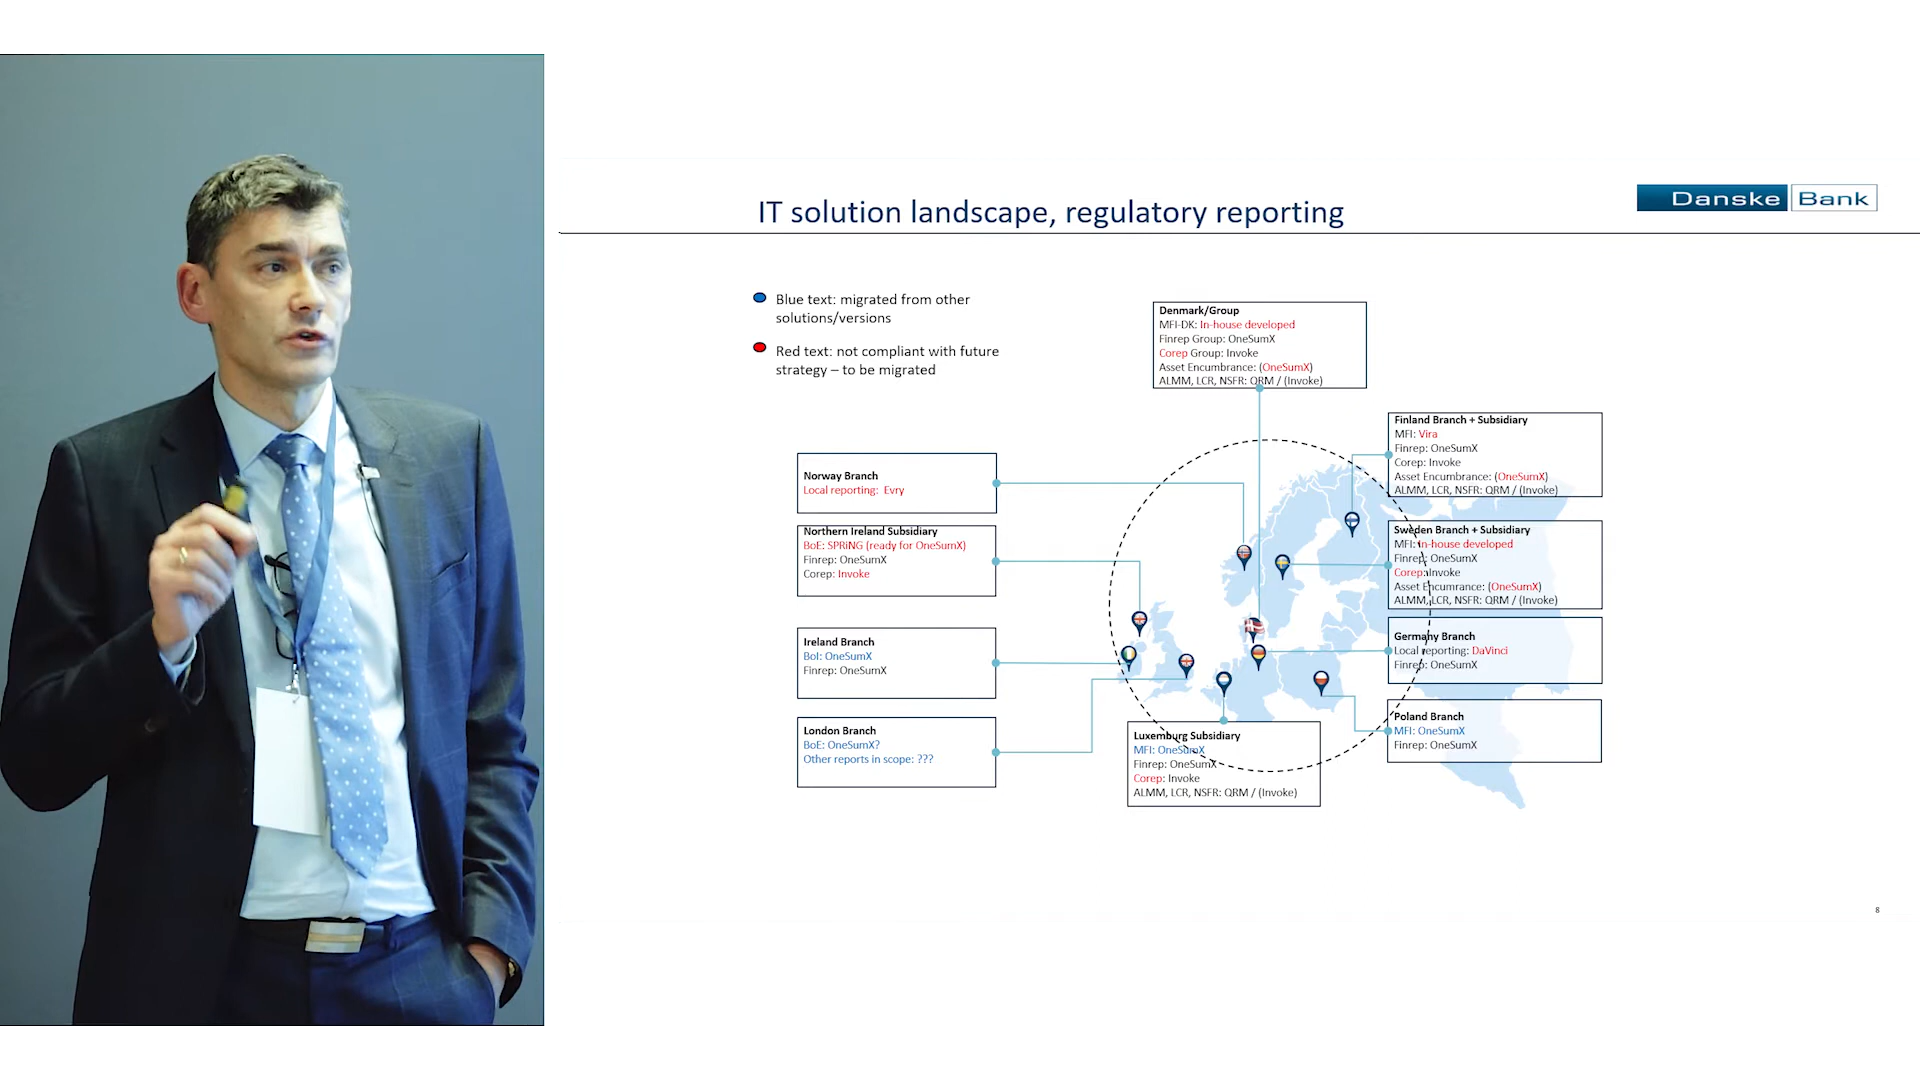 IT solution landscape, regulatory reporting
Danske Bank
Blue text: migrated from other
solutions/versions
Red text: not compliant with future
strategy – to be migrated
Denmark/Group
MFI-DK: In-house developed
Finrep Group: OneSumX
Corep Group: Invoke
Asset Encumbrance: (OneSumX)
ALMM, LCR, NSFR: QRM / (Invoke)
Finland Branch + Subsidiary
MFI: Vira
Finrep: OneSumX
Corep: Invoke
Asset Encumbrance: (OneSumX)
ALMM, LCR, NSFR: QRM / (Invoke)
Norway Branch
Local reporting: Evry
Northern Ireland Subsidiary
BoE: SPRiNG (ready for OneSumX)
Finrep: OneSumX
Corep: Invoke
Sweden Branch + Subsidiary
MFI: In-house developed
Finrep: OneSumX
Corep: Invoke
Asset Encumrance: (OneSumX)
ALMM, LCR, NSFR: QRM / (Invoke)
Ireland Branch
BoI: OneSumX
Finrep: OneSumX
Germany Branch
Local reporting: DaVinci
Finrep: OneSumX
London Branch
BoE: OneSumX?
Other reports in scope: ???
Luxemburg Subsidiary
MFI: OneSumX
Finrep: OneSumX
Corep: Invoke
ALMM, LCR, NSFR: QRM / (Invoke)
Poland Branch
MFI: OneSumX
Finrep: OneSumX
8